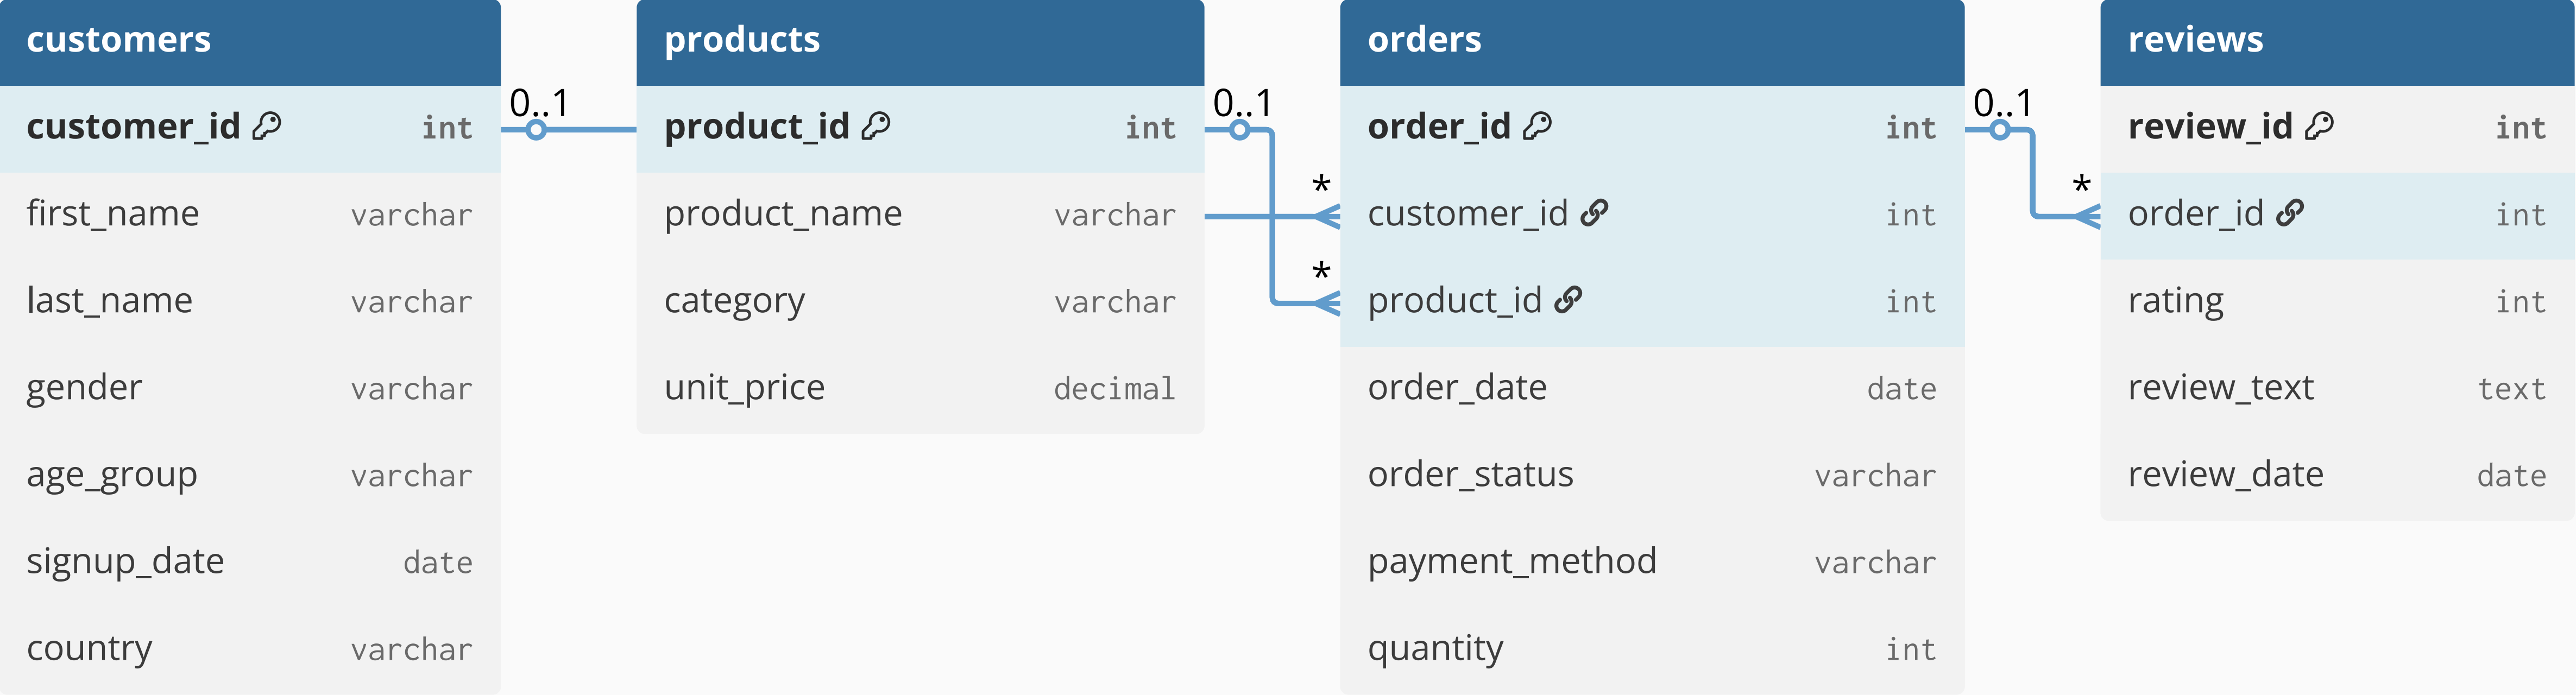 customers
customer_id int
first_name varchar
last_name varchar
gender varchar
age_group varchar
signup_date date
country varchar
0..1
products
product_id int
product_name varchar
category varchar
unit_price decimal
0..1
*
*
orders
order_id int
customer_id int
product_id int
order_date date
order_status varchar
payment_method varchar
quantity int
0..1
*
reviews
review_id int
order_id int
rating int
review_text text
review_date date